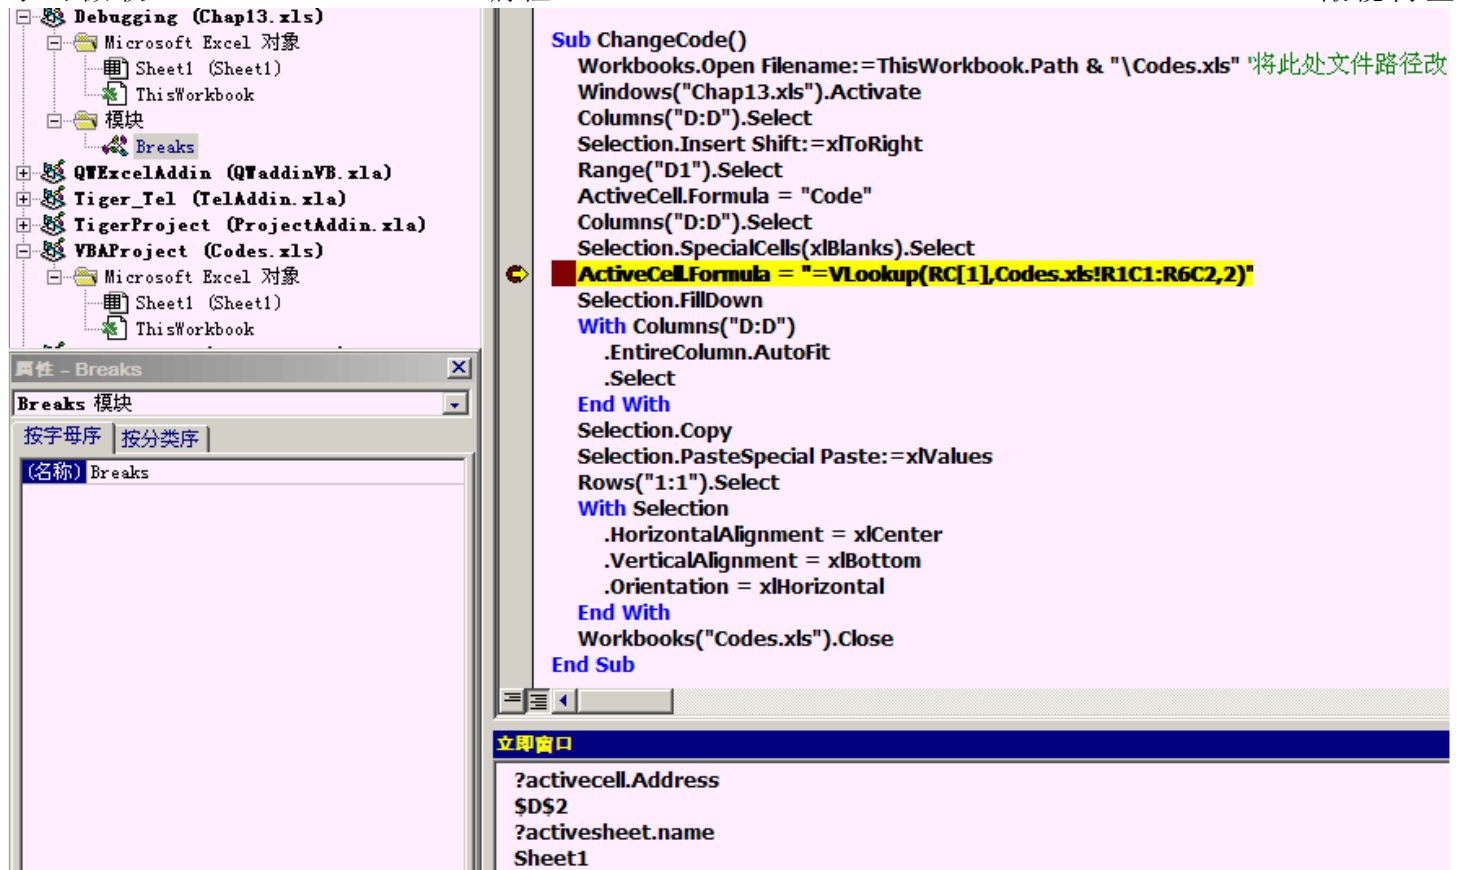 Debugging (Chap13.xls)
Microsoft Excel 对象
Sheet1 (Sheet1)
ThisWorkbook
模块
Breaks
QTExcelAddin (QTaddinVB.xla)
Tiger_Tel (TelAddin.xla)
TigerProject (ProjectAddin.xla)
VBAProject (Codes.xls)
Microsoft Excel 对象
Sheet1 (Sheet1)
ThisWorkbook
属性 - Breaks
Breaks 模块
按字母序 按分类序
(名称) Breaks
Sub ChangeCode()
Workbooks.Open Filename:=ThisWorkbook.Path & "\Codes.xls" '将此处文件路径改
Windows("Chap13.xls").Activate
Columns("D:D").Select
Selection.Insert Shift:=xlToRight
Range("D1").Select
ActiveCell.Formula = "Code"
Columns("D:D").Select
Selection.SpecialCells(xlBlanks).Select
ActiveCell.Formula = "=VLookup(RC[1],Codes.xls!R1C1:R6C2,2)"
Selection.FillDown
With Columns("D:D")
.EntireColumn.AutoFit
.Select
End With
Selection.Copy
Selection.PasteSpecial Paste:=xlValues
Rows("1:1").Select
With Selection
.HorizontalAlignment = xlCenter
.VerticalAlignment = xlBottom
.Orientation = xlHorizontal
End With
Workbooks("Codes.xls").Close
End Sub
立即窗口
?activecell.Address
$D$2
?activesheet.name
Sheet1